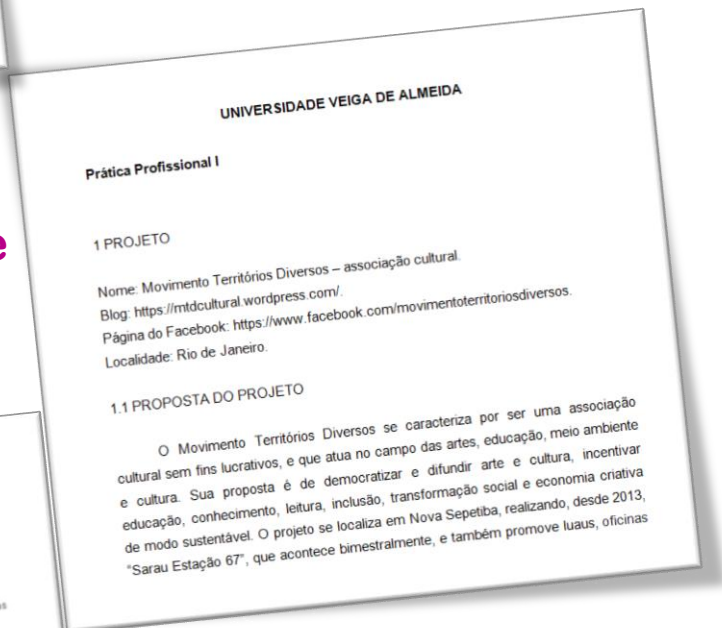 UNIVERSIDADE VEIGA DE ALMEIDA
Prática Profissional I
1 PROJETO
Nome: Movimento Territórios Diversos – associação cultural.
Blog: https://mtdcultural.wordpress.com/.
Página do Facebook: https://www.facebook.com/movimentoterritoriosdiversos.
Localidade: Rio de Janeiro.
1.1 PROPOSTA DO PROJETO
O Movimento Territórios Diversos se caracteriza por ser uma associação
cultural sem fins lucrativos, e que atua no campo das artes, educação, meio ambiente
e cultura. Sua proposta é de democratizar e difundir arte e cultura, incentivar
educação, conhecimento, leitura, inclusão, transformação social e economia criativa
de modo sustentável. O projeto se localiza em Nova Sepetiba, realizando, desde 2013,
"Sarau Estação 67", que acontece bimestralmente, e também promove luaus, oficinas